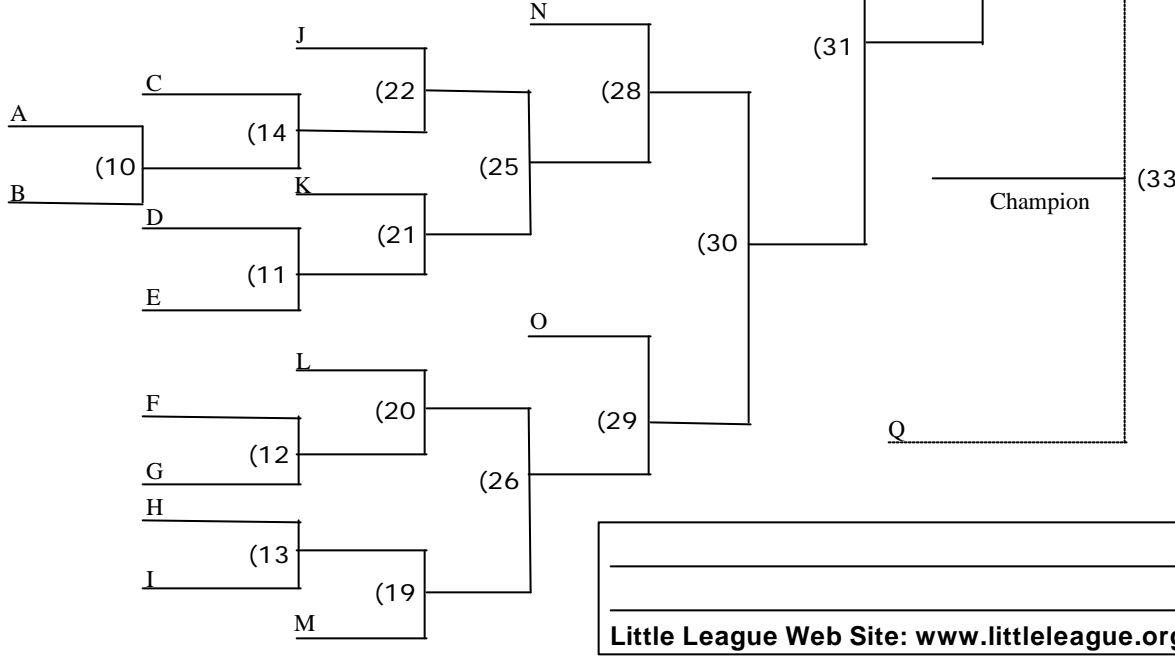 N
J
(31
C
(22
(28
A
(14
(10
(25
K
B
(33
D
Champion
(21
(30
(11
E
O
L
F
(20
(29
Q
(12
G
(26
H
(13
I
(19
M
Little League Web Site: www.littleleague.org